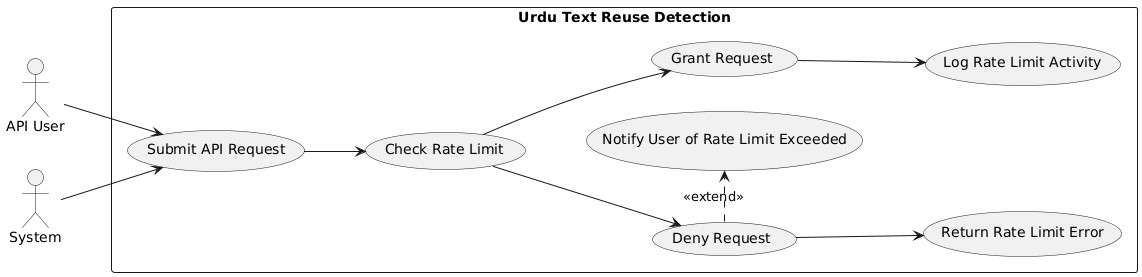 Urdu Text Reuse Detection
API User
System
Submit API Request
Check Rate Limit
Grant Request
Log Rate Limit Activity
Notify User of Rate Limit Exceeded
«extend»
Deny Request
Return Rate Limit Error